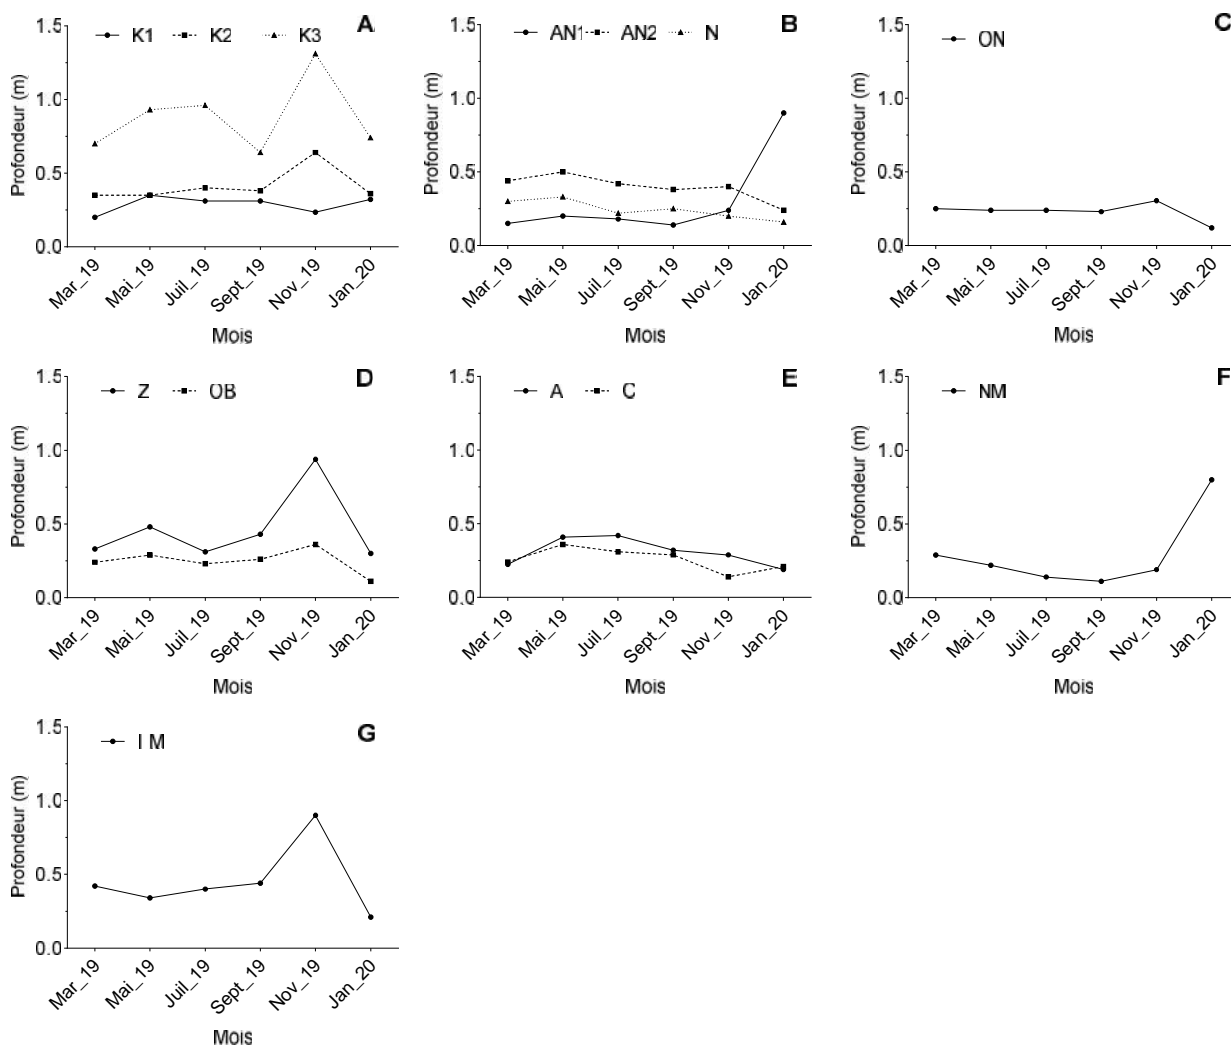 A
K1 K2 K3
Profondeur (m)
1.5
1.0
0.5
0.0
Mar_19 Mai_19 Juil_19 Sept_19 Nov_19 Jan_20
Mois
B
AN1 AN2 N
Profondeur (m)
1.5
1.0
0.5
0.0
Mar_19 Mai_19 Juil_19 Sept_19 Nov_19 Jan_20
Mois
C
ON
Profondeur (m)
1.5
1.0
0.5
0.0
Mar_19 Mai_19 Juil_19 Sept_19 Nov_19 Jan_20
Mois
D
Z OB
Profondeur (m)
1.5
1.0
0.5
0.0
Mar_19 Mai_19 Juil_19 Sept_19 Nov_19 Jan_20
Mois
E
A C
Profondeur (m)
1.5
1.0
0.5
0.0
Mar_19 Mai_19 Juil_19 Sept_19 Nov_19 Jan_20
Mois
F
NM
Profondeur (m)
1.5
1.0
0.5
0.0
Mar_19 Mai_19 Juil_19 Sept_19 Nov_19 Jan_20
Mois
G
I M
Profondeur (m)
1.5
1.0
0.5
0.0
Mar_19 Mai_19 Juil_19 Sept_19 Nov_19 Jan_20
Mois